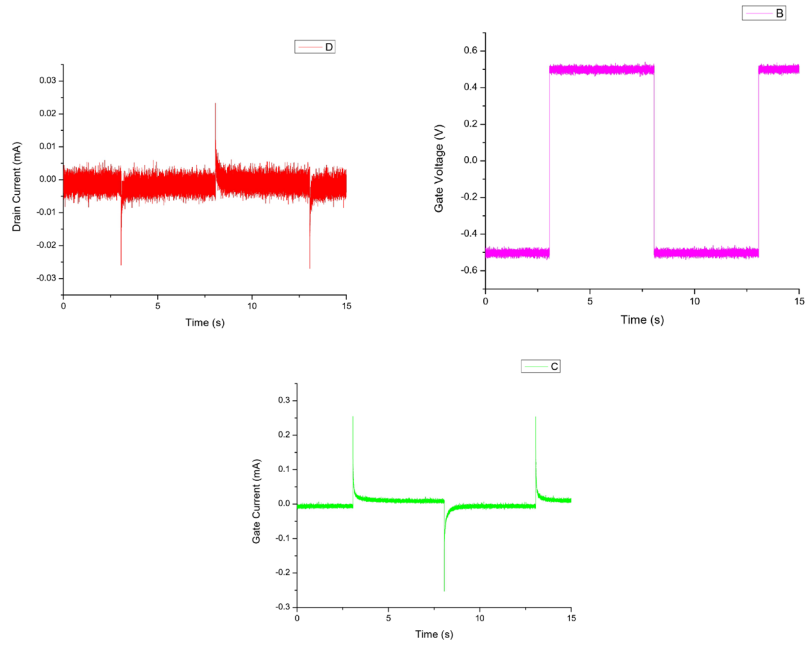 D
0.03
0.02
0.01
0.00
-0.01
-0.02
-0.03
Drain Current (mA)
0 5 10 15
Time (s)
B
0.6
0.4
0.2
0.0
-0.2
-0.4
-0.6
Gate Voltage (V)
0 5 10 15
Time (s)
C
0.3
0.2
0.1
0.0
-0.1
-0.2
-0.3
Gate Current (mA)
0 5 10 15
Time (s)